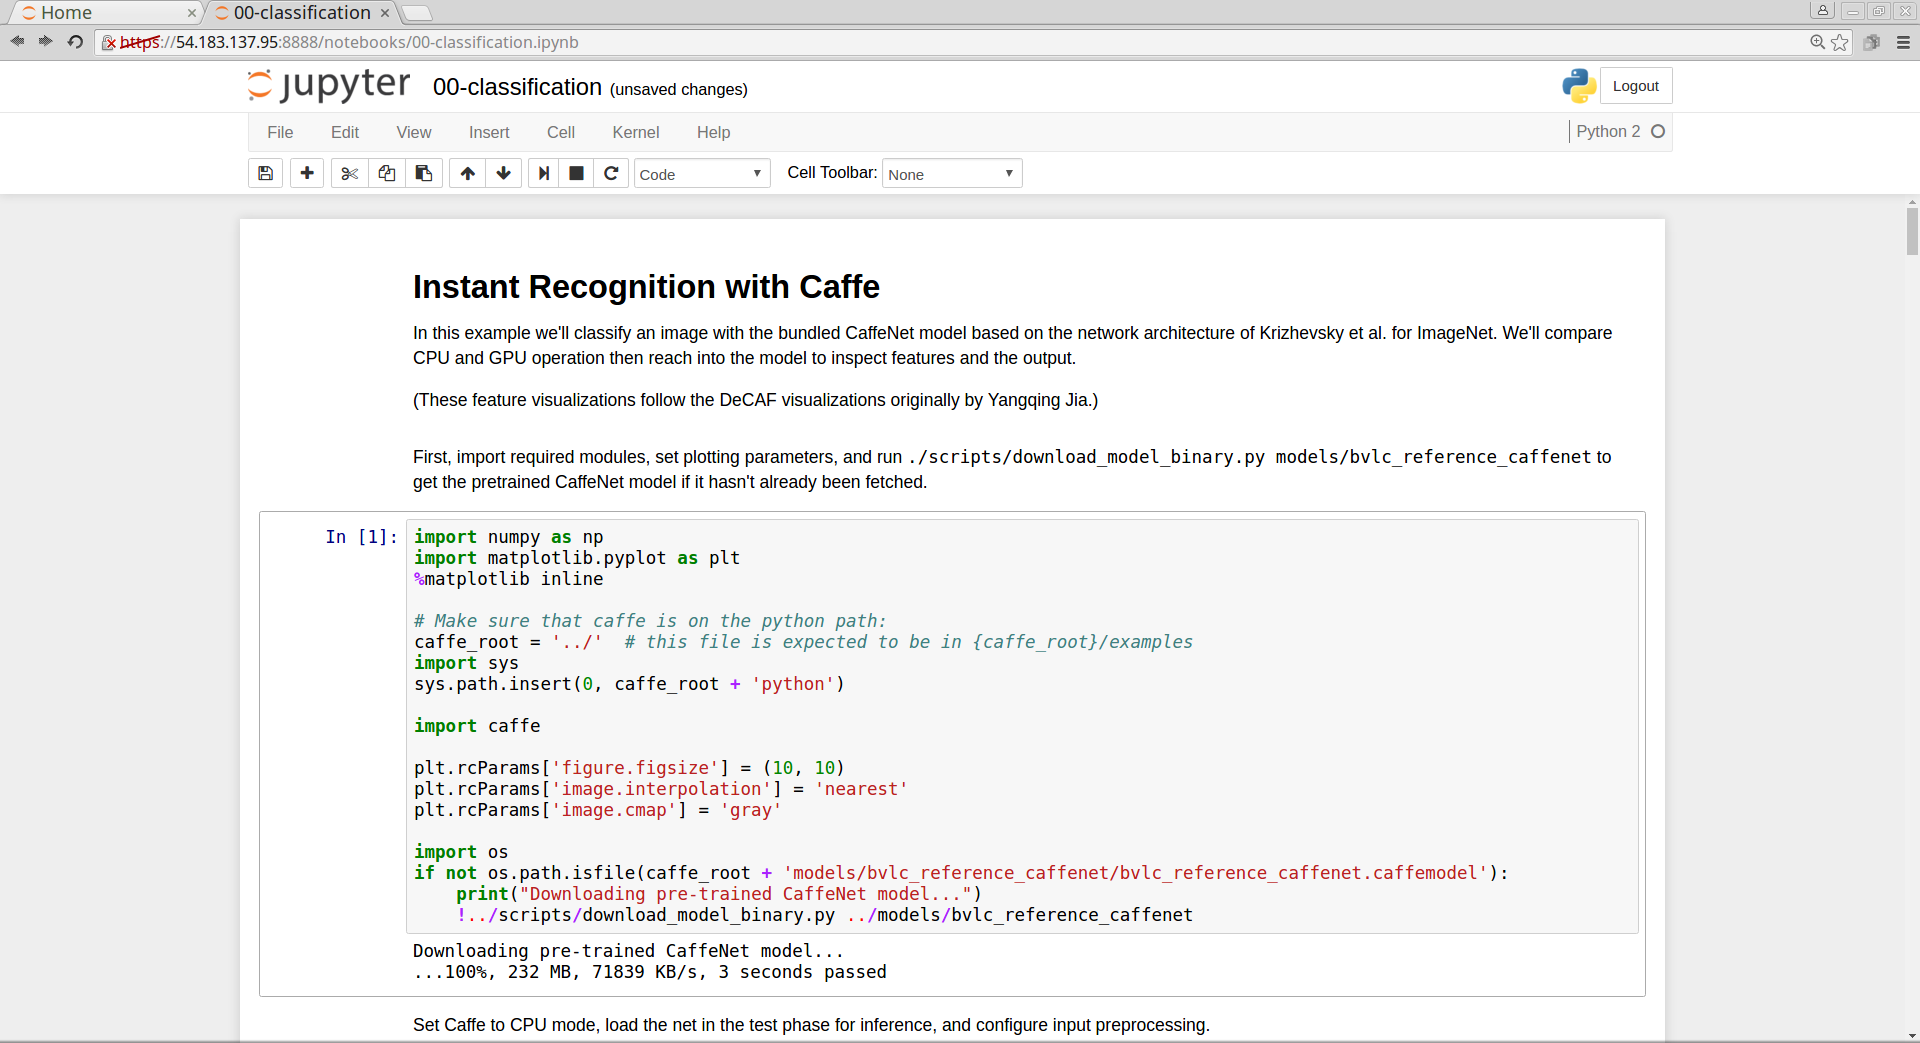 Home
00-classification
https://54.183.137.95:8888/notebooks/00-classification.ipynb
jupyter 00-classification (unsaved changes)
Logout
File Edit View Insert Cell Kernel Help
Python 2
Code
Cell Toolbar: None
Instant Recognition with Caffe
In this example we'll classify an image with the bundled CaffeNet model based on the network architecture of Krizhevsky et al. for ImageNet. We'll compare
CPU and GPU operation then reach into the model to inspect features and the output.
(These feature visualizations follow the DeCAF visualizations originally by Yangqing Jia.)
First, import required modules, set plotting parameters, and run ./scripts/download_model_binary.py models/bvlc_reference_caffenet to
get the pretrained CaffeNet model if it hasn't already been fetched.
In [1]:
import numpy as np
import matplotlib.pyplot as plt
%matplotlib inline
# Make sure that caffe is on the python path:
caffe_root = '../'  # this file is expected to be in {caffe_root}/examples
import sys
sys.path.insert(0, caffe_root + 'python')
import caffe
plt.rcParams['figure.figsize'] = (10, 10)
plt.rcParams['image.interpolation'] = 'nearest'
plt.rcParams['image.cmap'] = 'gray'
import os
if not os.path.isfile(caffe_root + 'models/bvlc_reference_caffenet/bvlc_reference_caffenet.caffemodel'):
    print("Downloading pre-trained CaffeNet model...")
    !../scripts/download_model_binary.py ../models/bvlc_reference_caffenet
Downloading pre-trained CaffeNet model...
...100%, 232 MB, 71839 KB/s, 3 seconds passed
Set Caffe to CPU mode, load the net in the test phase for inference, and configure input preprocessing.